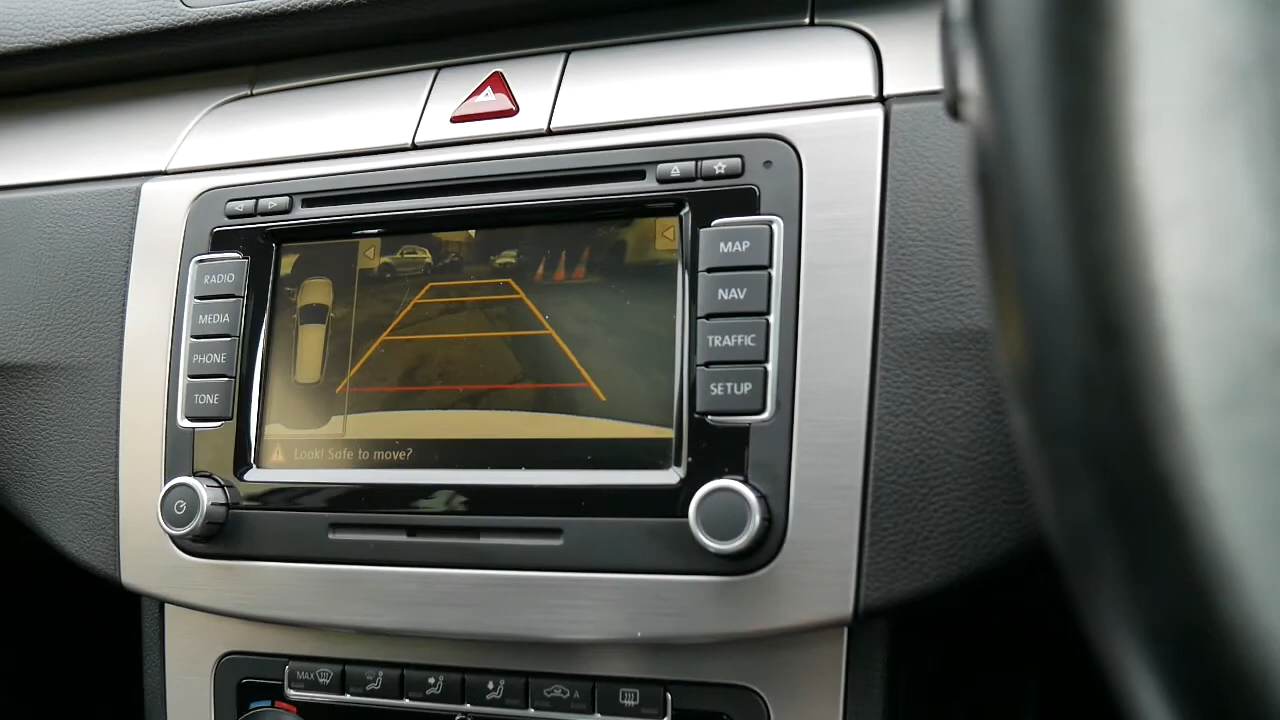 RADIO
MEDIA
PHONE
TONE
MAP
NAV
TRAFFIC
SETUP
Look! Safe to move?
MAX
A